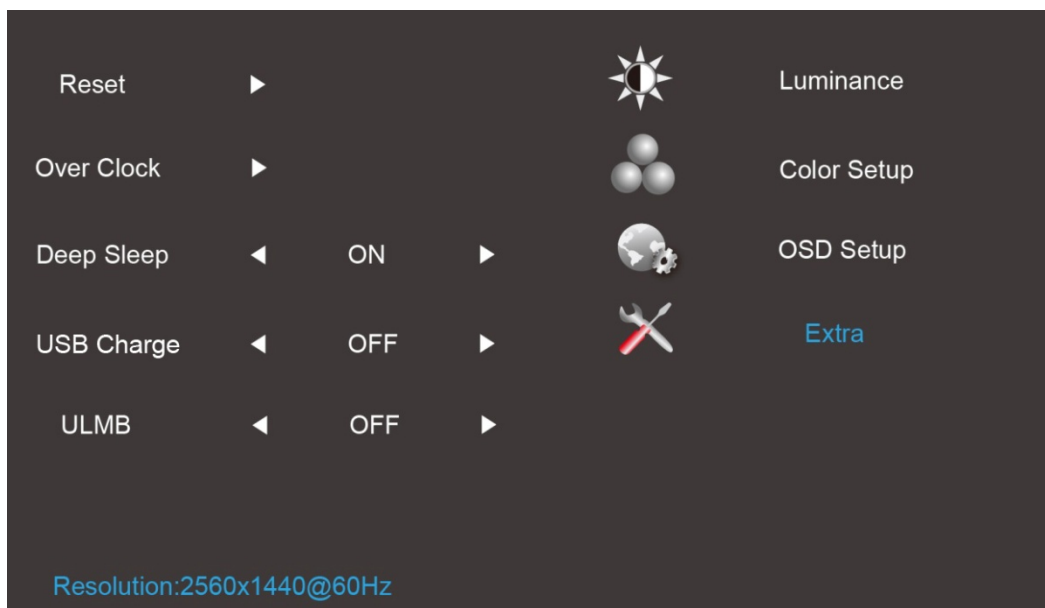 Reset
Over Clock
Deep Sleep ON
USB Charge OFF
ULMB OFF
Luminance
Color Setup
OSD Setup
Extra
Resolution:2560x1440@60Hz